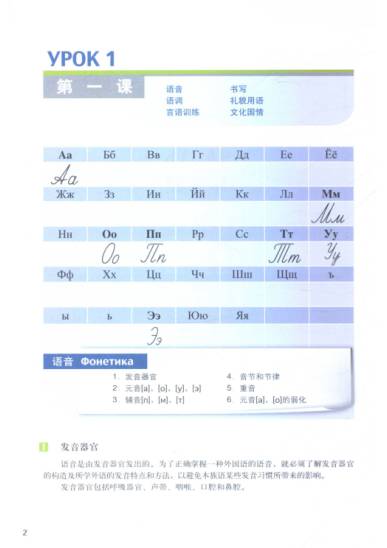 УРОК 1
第 一 课
语音 书写
语调 礼貌用语
言语训练 文化国情
Аа Бб Вв Гг Дд Ее Ёё
Аа
Жж Зз Ии Йй Кк Лл Мм
Мм
Нн Оо Пп Рр Сс Тт Уу
Оо Пп Тт Уу
Фф Хх Цц Чч Шш Щщ ъ
ы ь Ээ Юю Яя
Ээ
语音 Фонетика
1. 发音器官 4. 音节和节律
2. 元音[а]、[о]、[у]、[э] 5. 重音
3. 辅音[п]、[м]、[т] 6. 元音[а]、[о]的弱化
1 发音器官
语音是由发音器官发出的。为了正确掌握一种外国语的语音，就必须了解发音器官
的构造及所学外语的发音特点和方法，以避免本族语某些发音习惯所带来的影响。
发音器官包括呼吸器官、声带、咽喉、口腔和鼻腔。
2